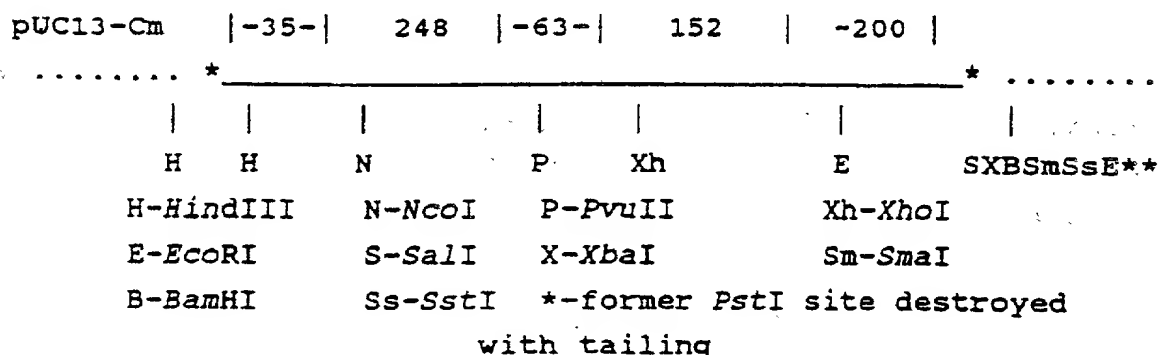 pUC13-Cm |-35-| 248 |-63-| 152 | ~200 |
........ *______________________________* ........
| | | | | | |
H H N P Xh E SXBSmSsE**
H-HindIII N-NcoI P-PvuII Xh-XhoI
E-EcoRI S-SalI X-XbaI Sm-SmaI
B-BamHI Ss-SstI *-former PstI site destroyed
with tailing